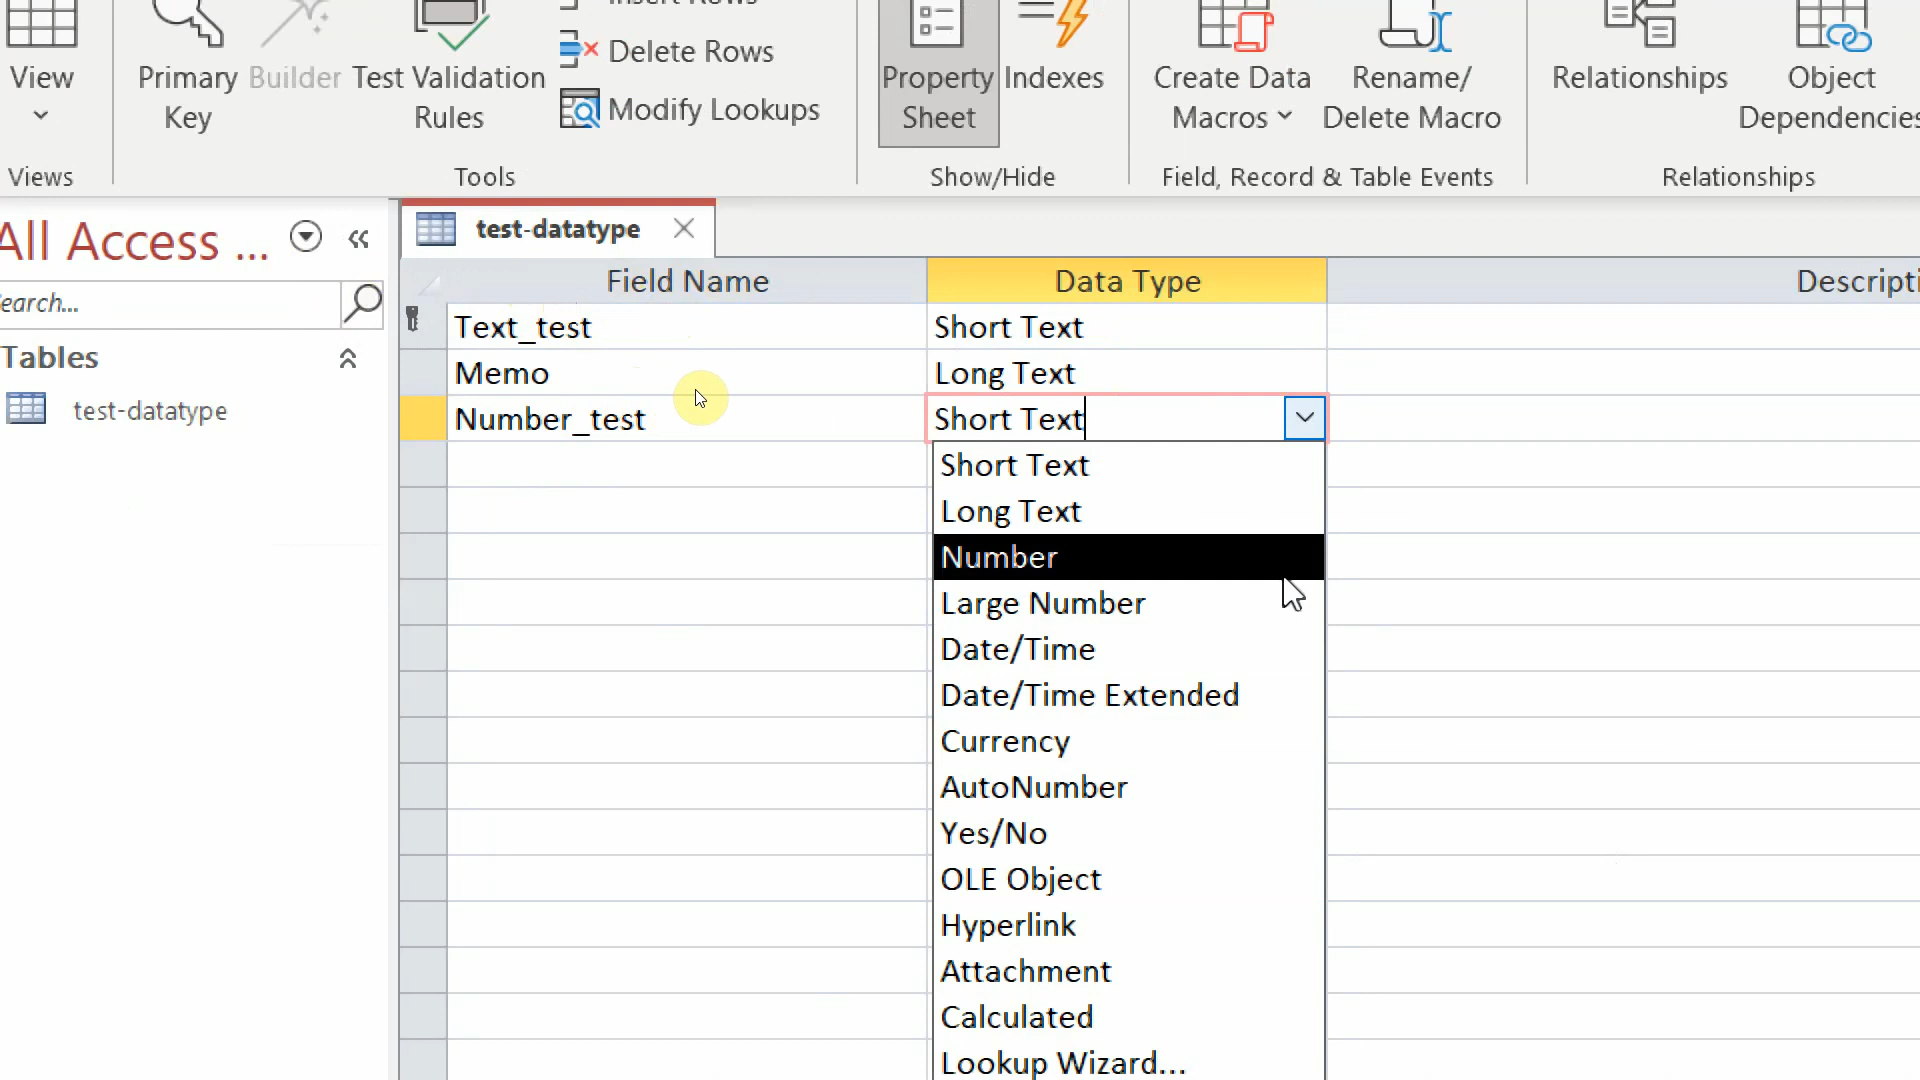 Insert Rows
View
Primary Key
Builder
Test Validation Rules
Delete Rows
Modify Lookups
Property Sheet
Indexes
Create Data Macros
Rename/
Delete Macro
Relationships
Object
Dependencies
Views
Tools
Show/Hide
Field, Record & Table Events
Relationships
All Access ...
test-datatype
earch...
Tables
test-datatype
Field Name
Data Type
Descripti
Text_test
Short Text
Memo
Long Text
Number_test
Short Text
Short Text
Long Text
Number
Large Number
Date/Time
Date/Time Extended
Currency
AutoNumber
Yes/No
OLE Object
Hyperlink
Attachment
Calculated
Lookup Wizard...